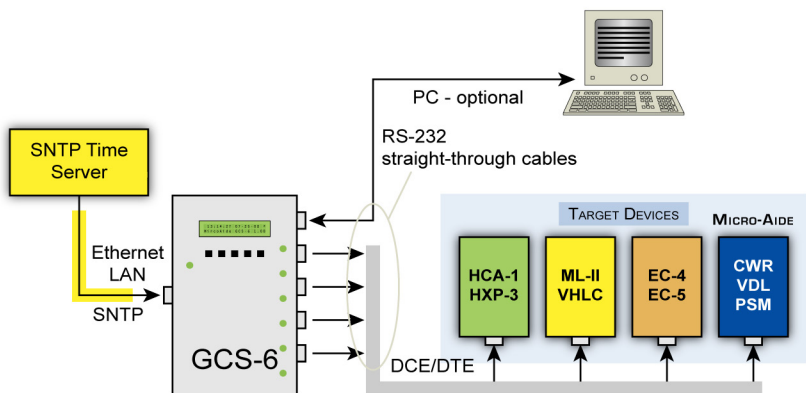 PC - optional
RS-232
straight-through cables
SNTP Time
Server
Ethernet
LAN
SNTP
GCS-6
DCE/DTE
TARGET DEVICES
MICRO-AIDE
HCA-1
HXP-3
ML-II
VHLC
EC-4
EC-5
CWR
VDL
PSM